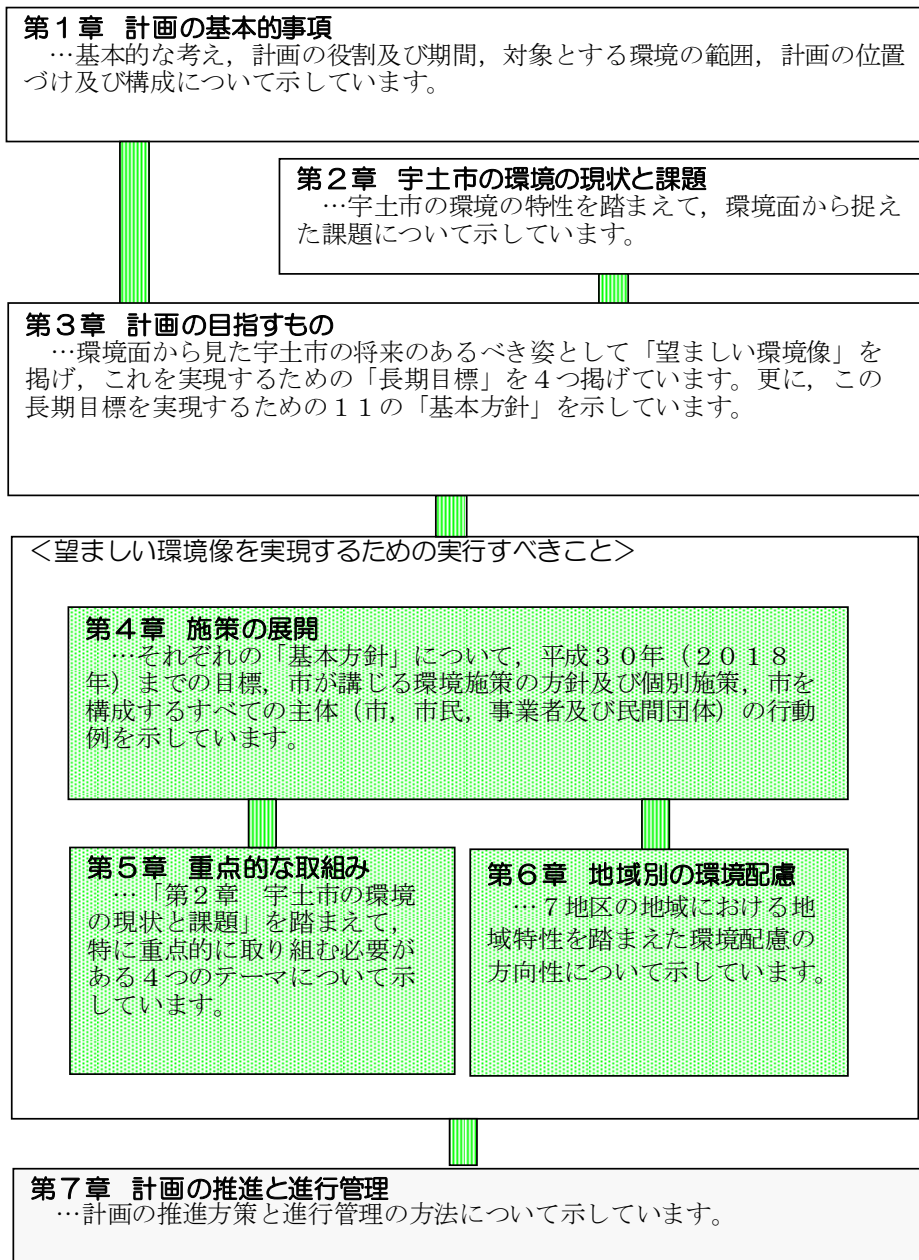 第１章 計画の基本的事項
…基本的な考え，計画の役割及び期間，対象とする環境の範囲，計画の位置
づけ及び構成について示しています。
第２章 宇土市の環境の現状と課題
…宇土市の環境の特性を踏まえて，環境面から捉え
た課題について示しています。
第３章 計画の目指すもの
…環境面から見た宇土市の将来のあるべき姿として「望ましい環境像」を
掲げ，これを実現するための「長期目標」を４つ掲げています。更に，この
長期目標を実現するための１１の「基本方針」を示しています。
＜望ましい環境像を実現するための実行すべきこと＞
第４章 施策の展開
…それぞれの「基本方針」について，平成３０年（２０１８
年）までの目標，市が講じる環境施策の方針及び個別施策，市を
構成するすべての主体（市，市民，事業者及び民間団体）の行動
例を示しています。
第５章 重点的な取組み
…「第２章 宇土市の環境
の現状と課題」を踏まえて，
特に重点的に取り組む必要が
ある４つのテーマについて示
しています。
第６章 地域別の環境配慮
…７地区の地域における地
域特性を踏まえた環境配慮の
方向性について示しています。
第７章 計画の推進と進行管理
…計画の推進方策と進行管理の方法について示しています。